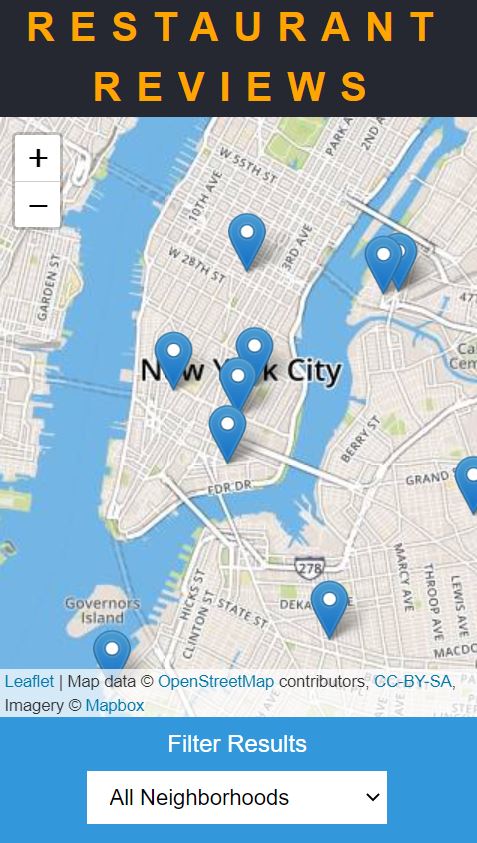 RESTAURANT
REVIEWS
+
−
PARK A
2ND A
W 55TH ST
10TH AVE
3RD AVE
W 28TH ST
GARDEN ST
47
Ca
Cem
New York City
BERRY ST
GRAND S
FDR DR
278
HICKS ST
CLINTON ST
STATE ST
DEKA AVE
MARCY AVE
THROOP AVE
LEWIS AVE
MACDO
Governors
Island
Leaflet | Map data © OpenStreetMap contributors, CC-BY-SA,
Imagery © Mapbox
Filter Results
All Neighborhoods